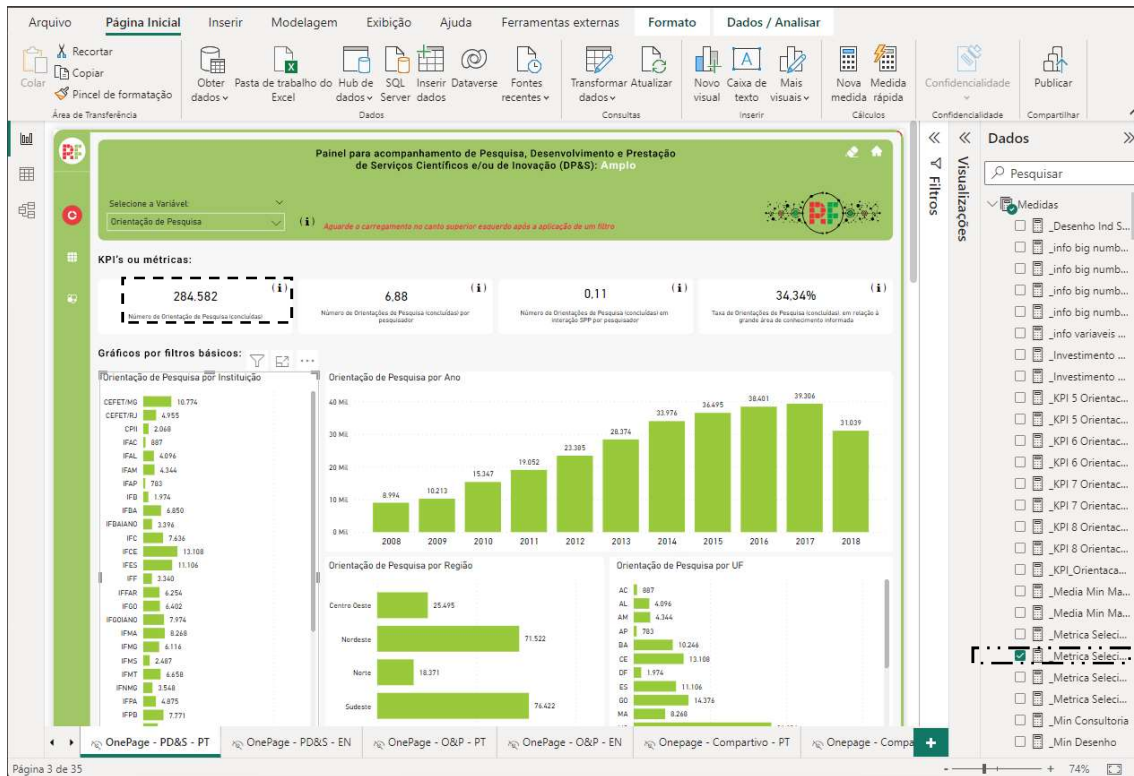 Arquivo Página Inicial Inserir Modelagem Exibição Ajuda Ferramentas externas Formato Dados / Analisar
Colar
Recortar
Copiar
Pincel de formatação
Área de Transferência
Obter dados
Pasta de trabalho do Excel
Hub de dados
SQL Server
Inserir dados
Dataverse
Fontes recentes
Dados
Transformar dados
Atualizar
Consultas
Novo visual
Caixa de texto
Mais visuais
Inserir
Nova medida
Medida rápida
Cálculos
Confidencialidade
Confidencialidade
Publicar
Compartilhar
Painel para acompanhamento de Pesquisa, Desenvolvimento e Prestação
de Serviços Científicos e/ou de Inovação (DP&S): Amplo
Selecione a Variável:
Orientação de Pesquisa
(i) Aguarde o carregamento no canto superior esquerdo após a aplicação de um filtro
RF
RF
KPI's ou métricas:
284.582 (i)
Número de Orientação de Pesquisa (concluídas)
6,88 (i)
Número de Orientações de Pesquisa (concluídas) por
pesquisador
0,11 (i)
Número de Orientações de Pesquisa (concluídas) em
interação SPP por pesquisador
34,34% (i)
Taxa de Orientações de Pesquisa (concluídas), em relação à
grande área de conhecimento informada
Gráficos por filtros básicos:
Orientação de Pesquisa por Instituição
CEFET/MG 10.774
CEFET/RJ 4.955
CPII 2.068
IFAC 887
IFAL 4.096
IFAM 4.344
IFAP 783
IFB 1.974
IFBA 6.850
IFBAIANO 3.396
IFC 7.636
IFCE 13.108
IFES 11.106
IFF 3.340
IFFAR 6.254
IFGO 6.402
IFGOIANO 7.974
IFMA 8.268
IFMG 6.116
IFMS 2.487
IFMT 6.658
IFNMG 3.548
IFPA 4.875
IFPB 7.771
Orientação de Pesquisa por Ano
40 Mil
30 Mil
20 Mil
10 Mil
0 Mil
8.994 10.213 15.347 19.052 23.385 28.374 33.976 36.495 38.401 39.306 31.039
2008 2009 2010 2011 2012 2013 2014 2015 2016 2017 2018
Orientação de Pesquisa por Região
Centro Oeste 25.495
Nordeste 71.522
Norte 18.371
Sudeste 76.422
Orientação de Pesquisa por UF
AC 887
AL 4.096
AM 4.344
AP 783
BA 10.246
CE 13.108
DF 1.974
ES 11.106
GO 14.376
MA 8.268
Filtros
Visualizações
Dados
Pesquisar
Medidas
_Desenho Ind S...
_info big numb...
_info big numb...
_info big numb...
_info big numb...
_info variaveis ...
_Investimento ...
_Investimento ...
_KPI 5 Orientac...
_KPI 5 Orientac...
_KPI 6 Orientac...
_KPI 6 Orientac...
_KPI 7 Orientac...
_KPI 7 Orientac...
_KPI 8 Orientac...
_KPI 8 Orientac...
_KPI_Orientaca...
_Media Min Ma...
_Media Min Ma...
_Metrica Seleci...
_Metrica Seleci...
_Metrica Seleci...
_Metrica Seleci...
_Min Consultoria
_Min Desenho
OnePage - PD&S - PT OnePage - PD&S - EN OnePage - O&P - PT OnePage - O&P - EN Onepage - Compartivo - PT Onepage - Compa
Página 3 de 35
- + 74%